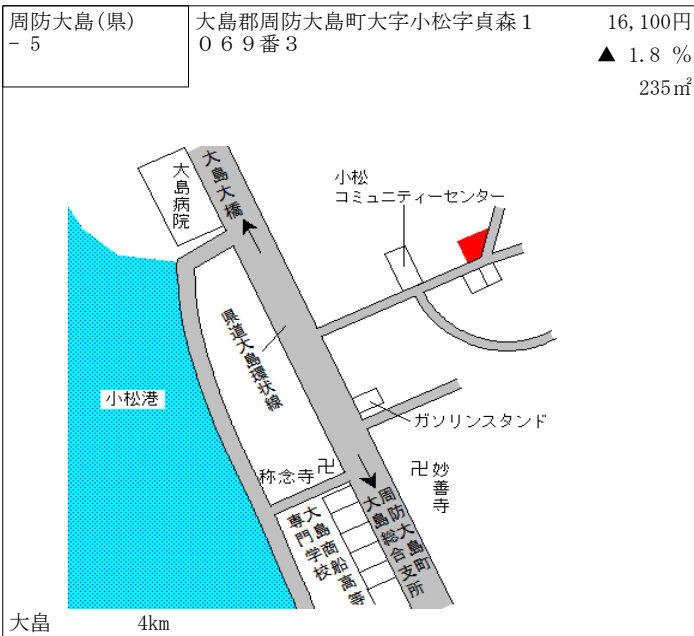 周防大島(県)
- 5
大島郡周防大島町大字小松字貞森1
069番3
16,100円
▲ 1.8 %
235㎡
大島大橋
大島病院
小松
コミュニティーセンター
県道大島環状線
小松港
ガソリンスタンド
称念寺卍
卍妙善寺
周防大島町
大島総合支所
大島商船高等
専門学校
大畠 4km